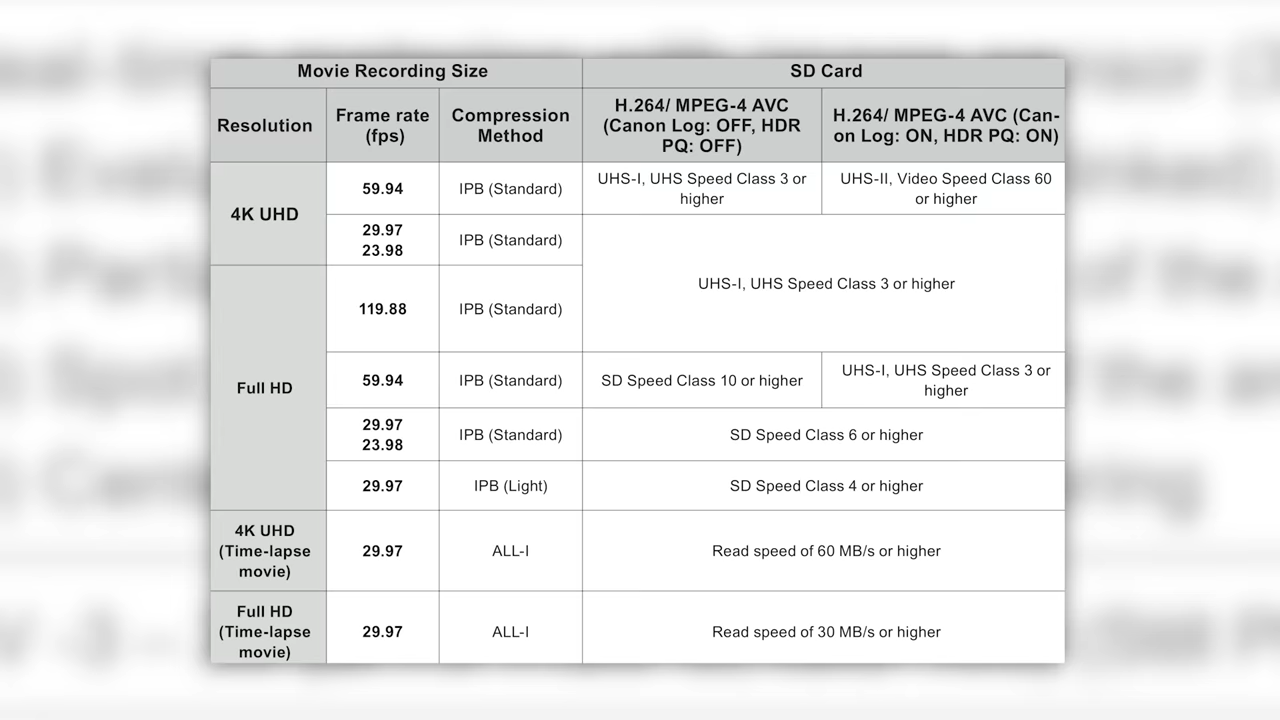 Movie Recording Size
SD Card
Resolution
Frame rate
(fps)
Compression
Method
H.264/ MPEG-4 AVC
(Canon Log: OFF, HDR
PQ: OFF)
H.264/ MPEG-4 AVC (Can-
on Log: ON, HDR PQ: ON)
4K UHD
59.94
IPB (Standard)
UHS-I, UHS Speed Class 3 or
higher
UHS-II, Video Speed Class 60
or higher
29.97
23.98
IPB (Standard)
UHS-I, UHS Speed Class 3 or higher
Full HD
119.88
IPB (Standard)
59.94
IPB (Standard)
SD Speed Class 10 or higher
UHS-I, UHS Speed Class 3 or
higher
29.97
23.98
IPB (Standard)
SD Speed Class 6 or higher
29.97
IPB (Light)
SD Speed Class 4 or higher
4K UHD
(Time-lapse
movie)
29.97
ALL-I
Read speed of 60 MB/s or higher
Full HD
(Time-lapse
movie)
29.97
ALL-I
Read speed of 30 MB/s or higher